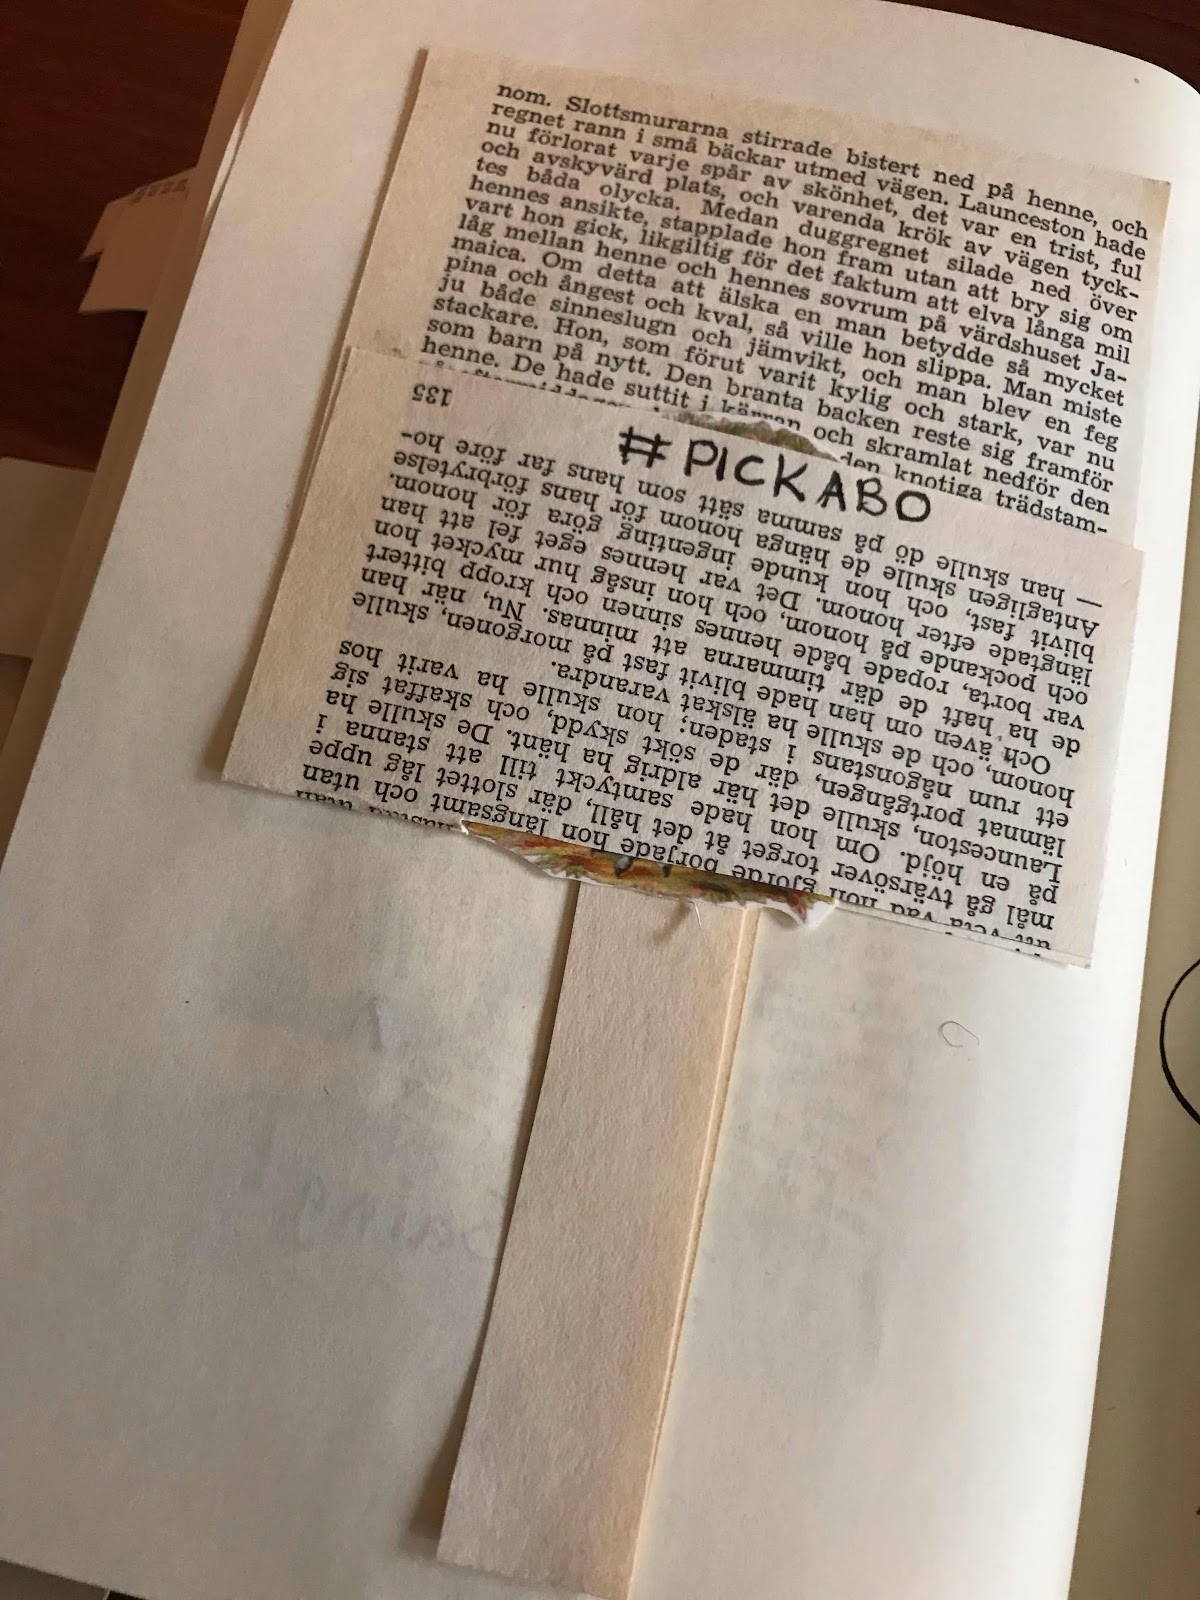 nom. Slottsmurarna stirrade bistert ned på henne, och
regnet rann i små bäckar utmed vägen. Launceston hade
nu förlorat varje spår av skönhet, det var en trist, ful
och avskyvärd plats, och varenda krök av vägen tyck-
tes båda olycka. Medan duggregnet silade ned över
hennes ansikte, stapplade hon fram utan att bry sig om
vart hon gick, likgiltig för det faktum att elva långa mil
låg mellan henne och hennes sovrum på värdshuset Ja-
maica. Om detta att älska en man betydde så mycket
pina och ångest och kval, så ville hon slippa. Man miste
ju både sinneslugn och jämvikt, och man blev en feg
stackare. Hon, som förut varit kylig och stark, var nu
som barn på nytt. Den branta backen reste sig framför
henne. De hade suttit i kärran och skramlat nedför den
den knotiga trädstam-
#PICKABO
mål gå tvärsöver torget åt det håll, där slottet låg uppe
på en höjd. Om hon hade samtyckt till att stanna i
Launceston, skulle det här aldrig ha hänt. De skulle ha
lämnat portgången, där de sökt skydd, och skaffat sig
ett rum någonstans i staden; hon skulle ha varit hos
honom, och de skulle ha älskat varandra.
Och även om han hade blivit fast på morgonen, skulle
de ha haft de där timmarna att minnas. Nu, när han
var borta, ropade både hennes sinnen och kropp bittert
och pockande på honom, och hon insåg hur mycket hon
längtade efter honom. Det var hennes eget fel att han
blivit fast, och hon kunde ingenting göra för honom.
Antagligen skulle de hänga honom för hans förbrytelse
— han skulle dö på samma sätt som hans far före ho-
135